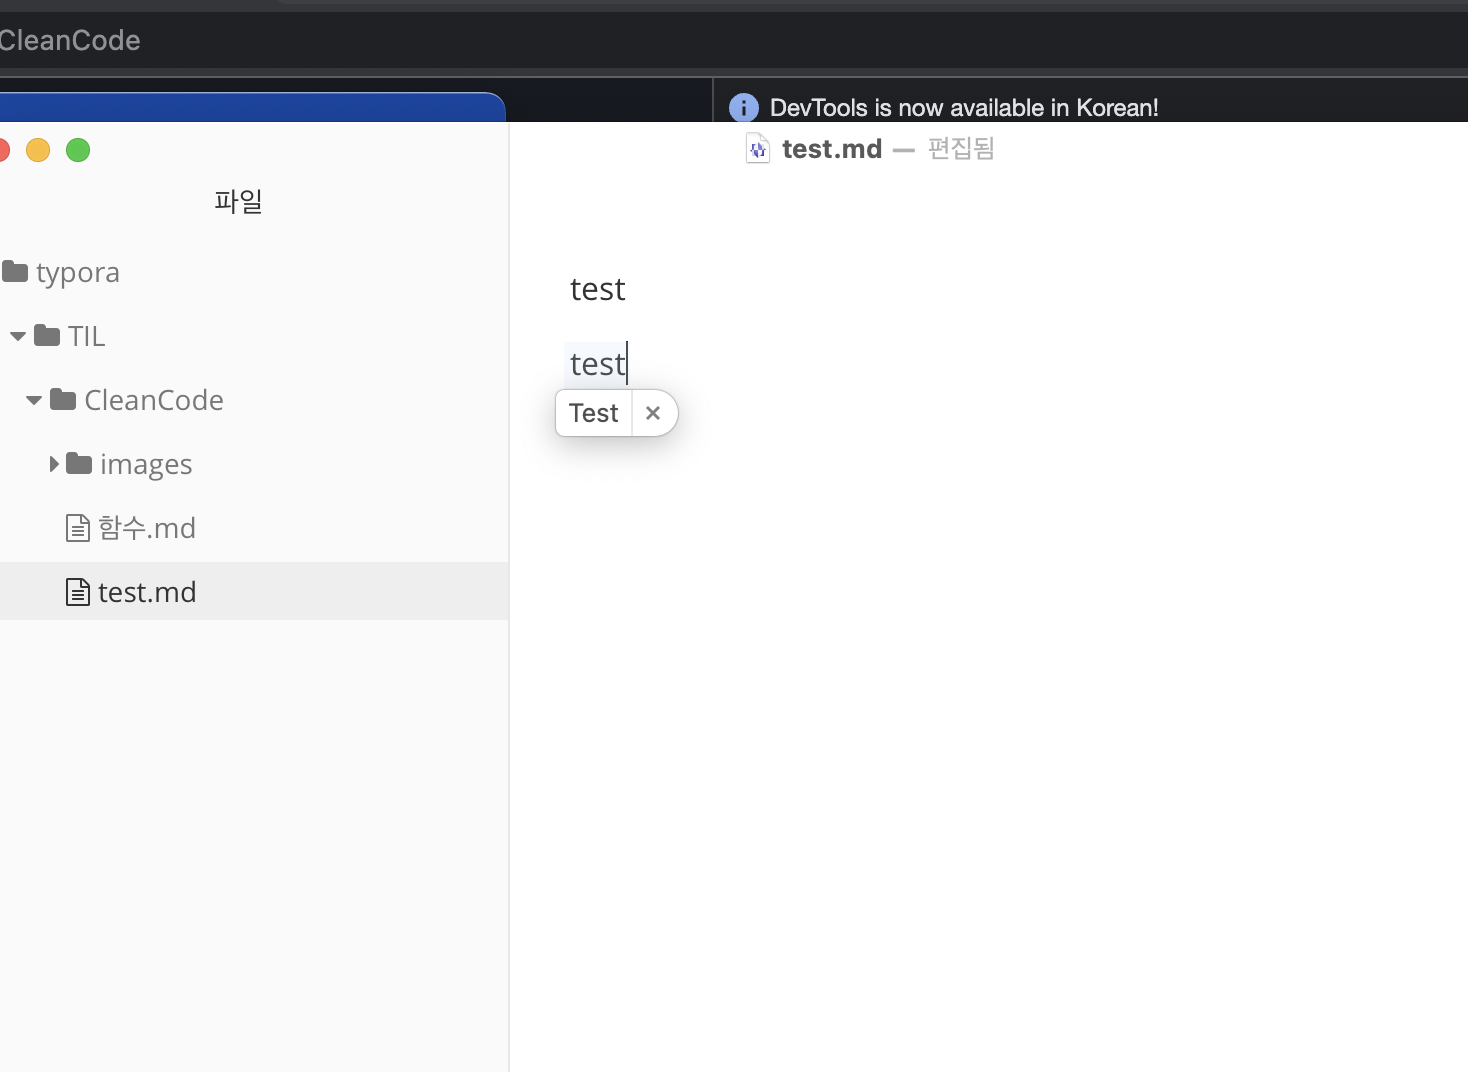 CleanCode
DevTools is now available in Korean!
test.md — 편집됨
파일
typora
TIL
CleanCode
images
함수.md
test.md
test
test
Test ×